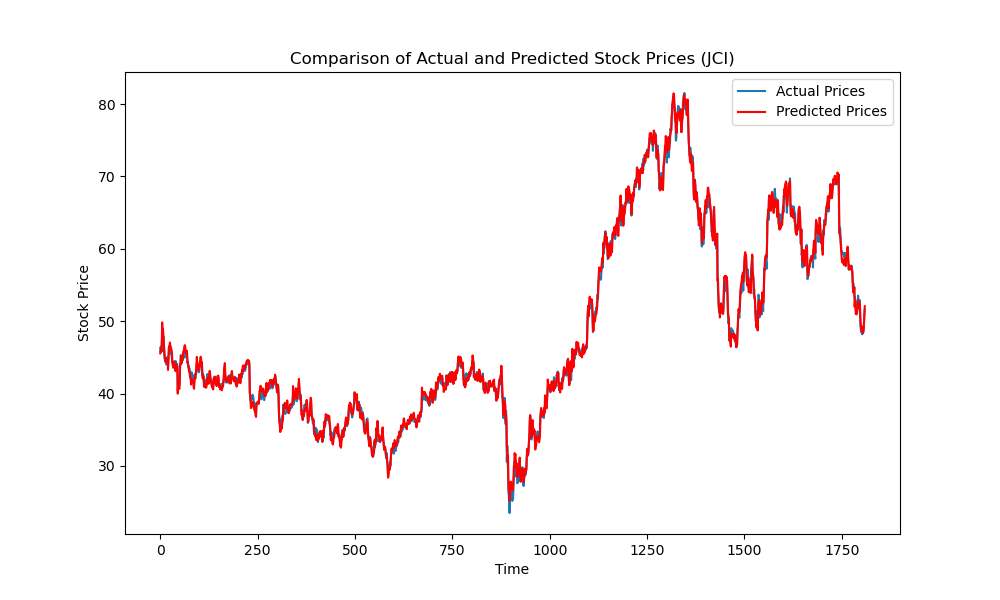 Comparison of Actual and Predicted Stock Prices (JCI)
Actual Prices
Predicted Prices
80
70
60
50
40
30
Stock Price
0 250 500 750 1000 1250 1500 1750
Time